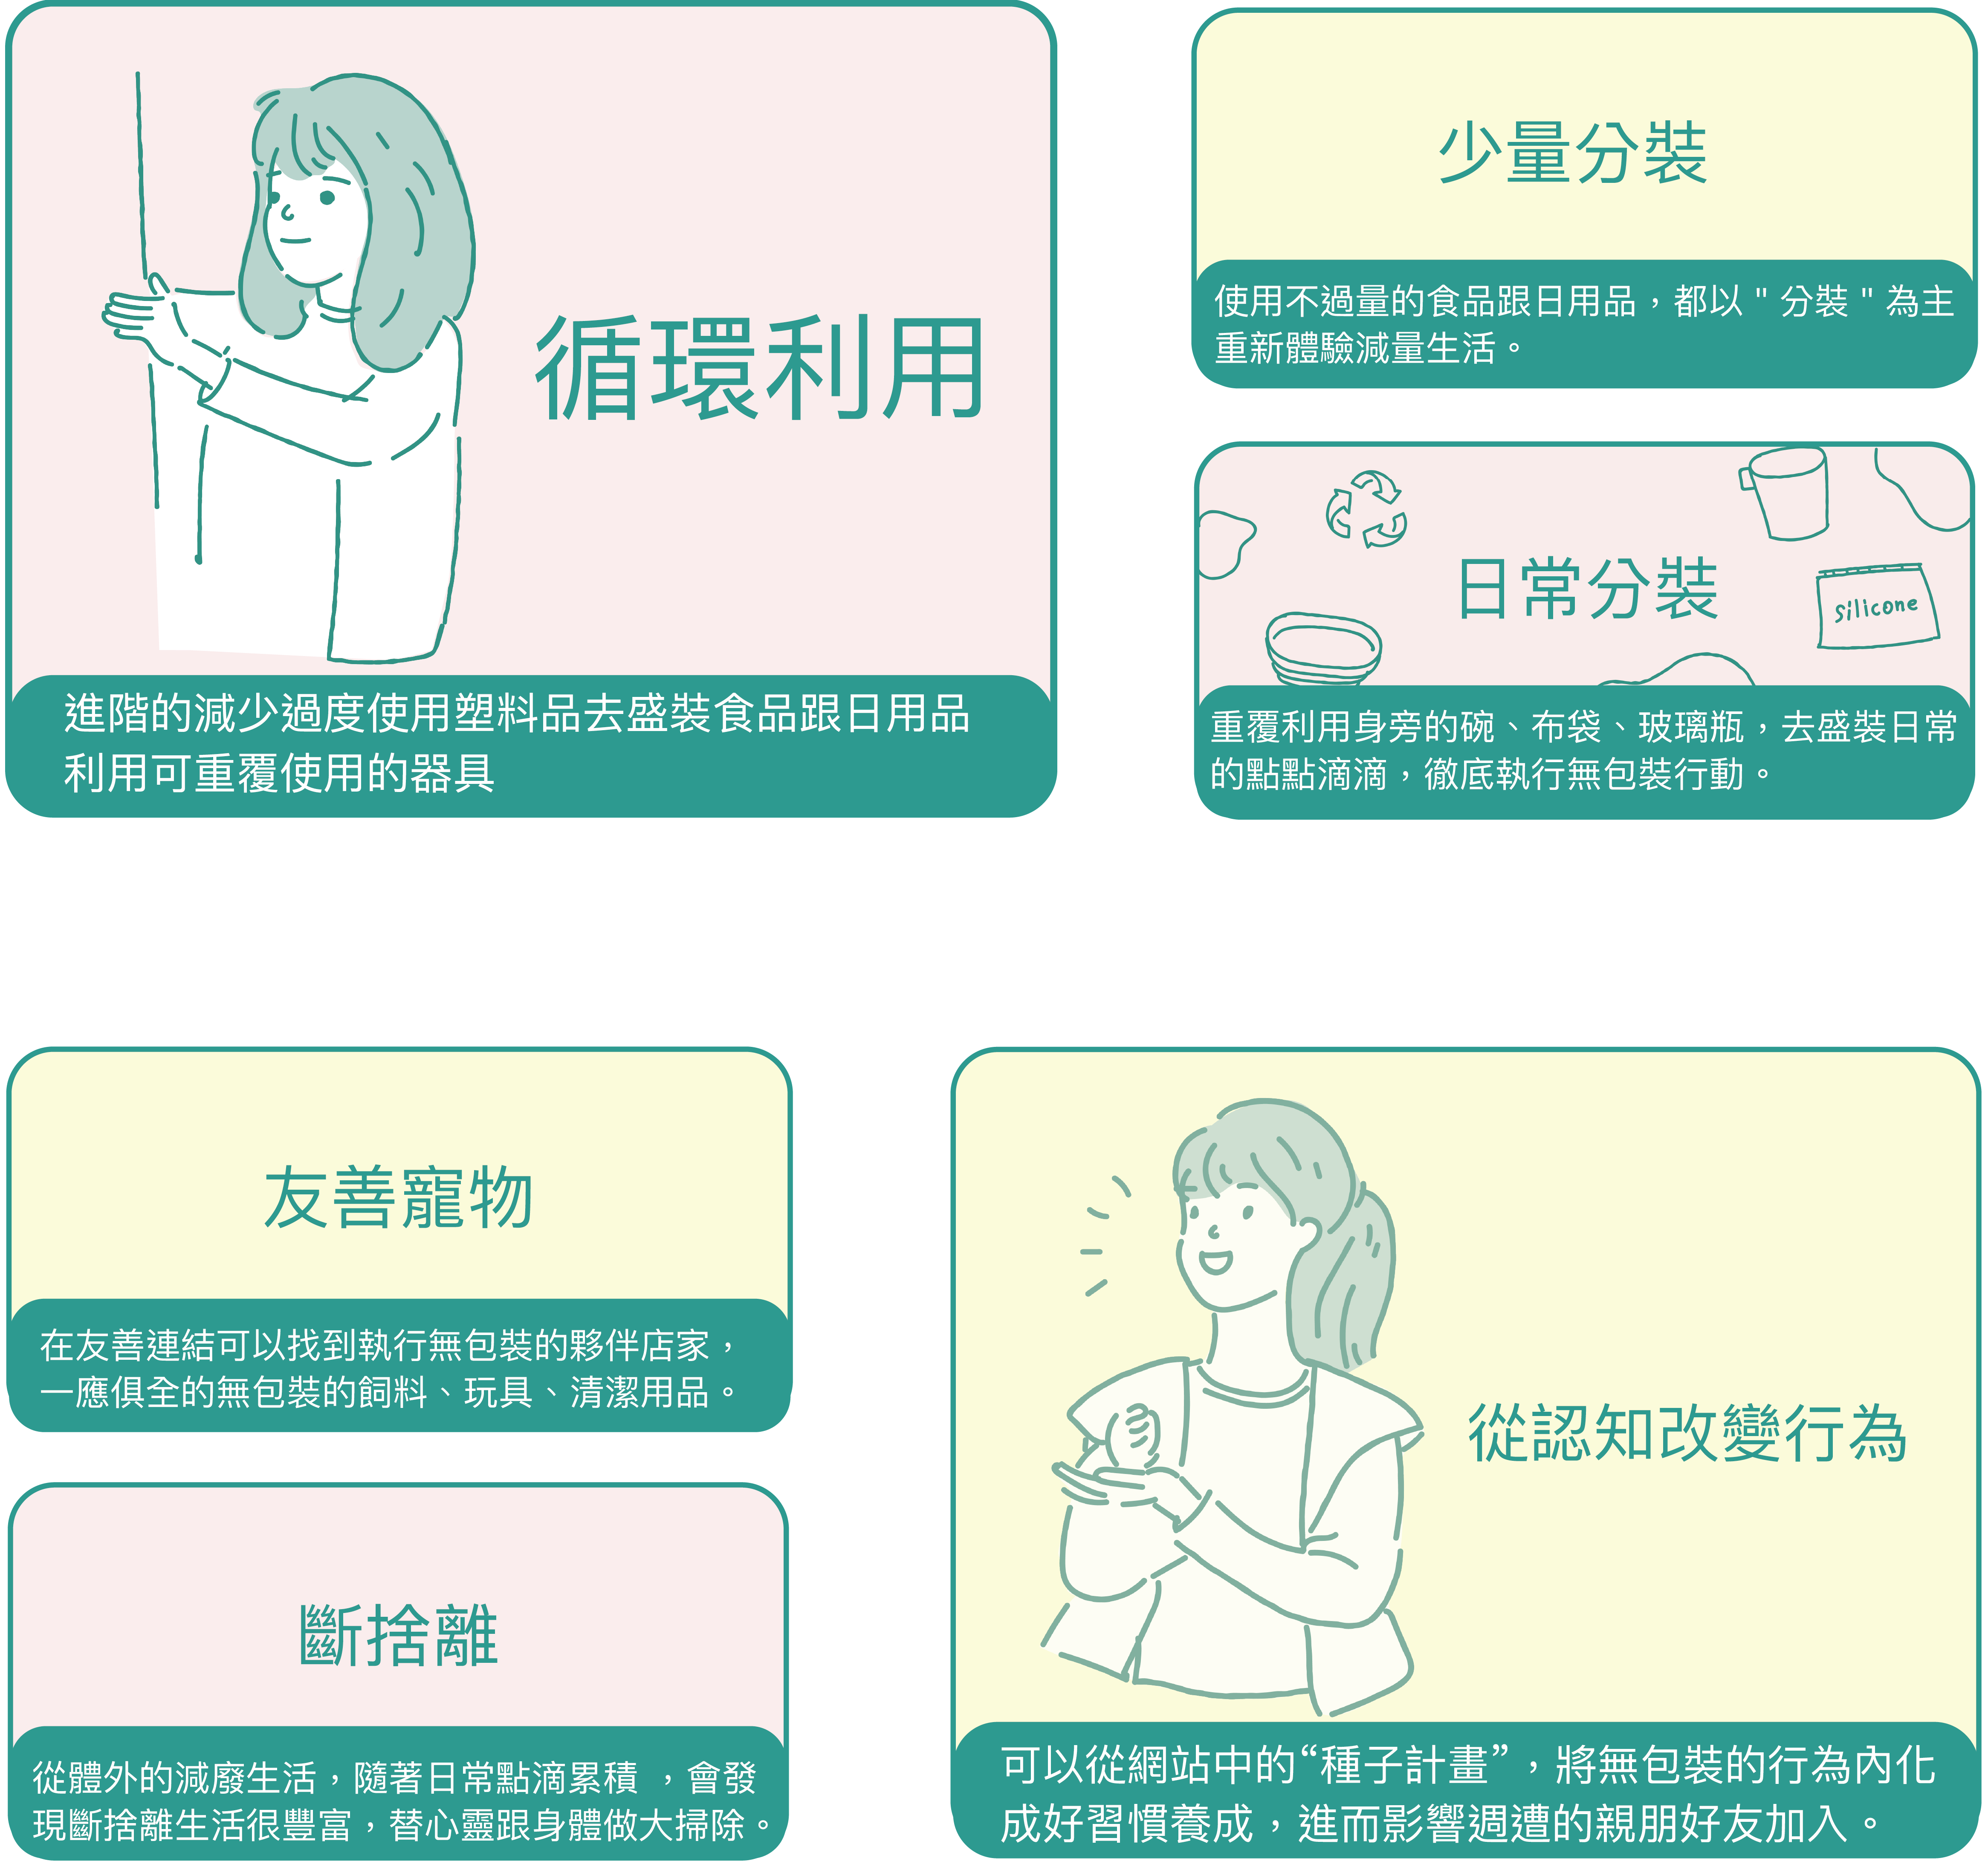 循環利用
進階的減少過度使用塑料品去盛裝食品跟日用品
利用可重覆使用的器具
少量分裝
使用不過量的食品跟日用品，都以 " 分裝 " 為主
重新體驗減量生活。
日常分裝
silicone
重覆利用身旁的碗、布袋、玻璃瓶，去盛裝日常
的點點滴滴，徹底執行無包裝行動。
友善寵物
在友善連結可以找到執行無包裝的夥伴店家，
一應俱全的無包裝的飼料、玩具、清潔用品。
斷捨離
從體外的減廢生活，隨著日常點滴累積 ，會發
現斷捨離生活很豐富，替心靈跟身體做大掃除。
從認知改變行為
可以從網站中的“種子計畫”，將無包裝的行為內化
成好習慣養成，進而影響週遭的親朋好友加入。